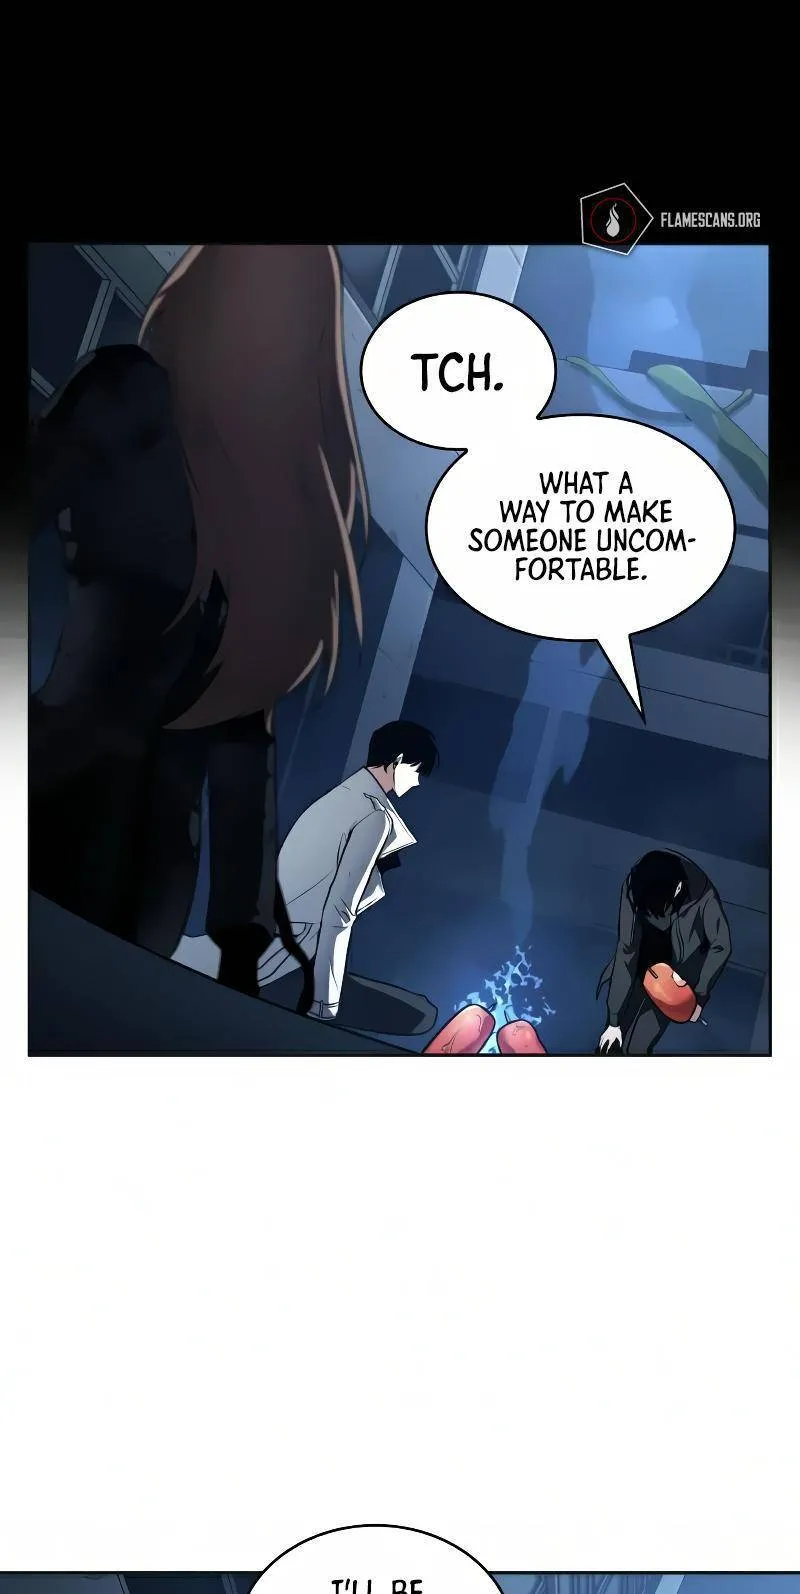 FLAMESCANS.ORG
TCH.
WHAT A
WAY TO MAKE
SOMEONE UNCOM-
FORTABLE.
I'LL BE